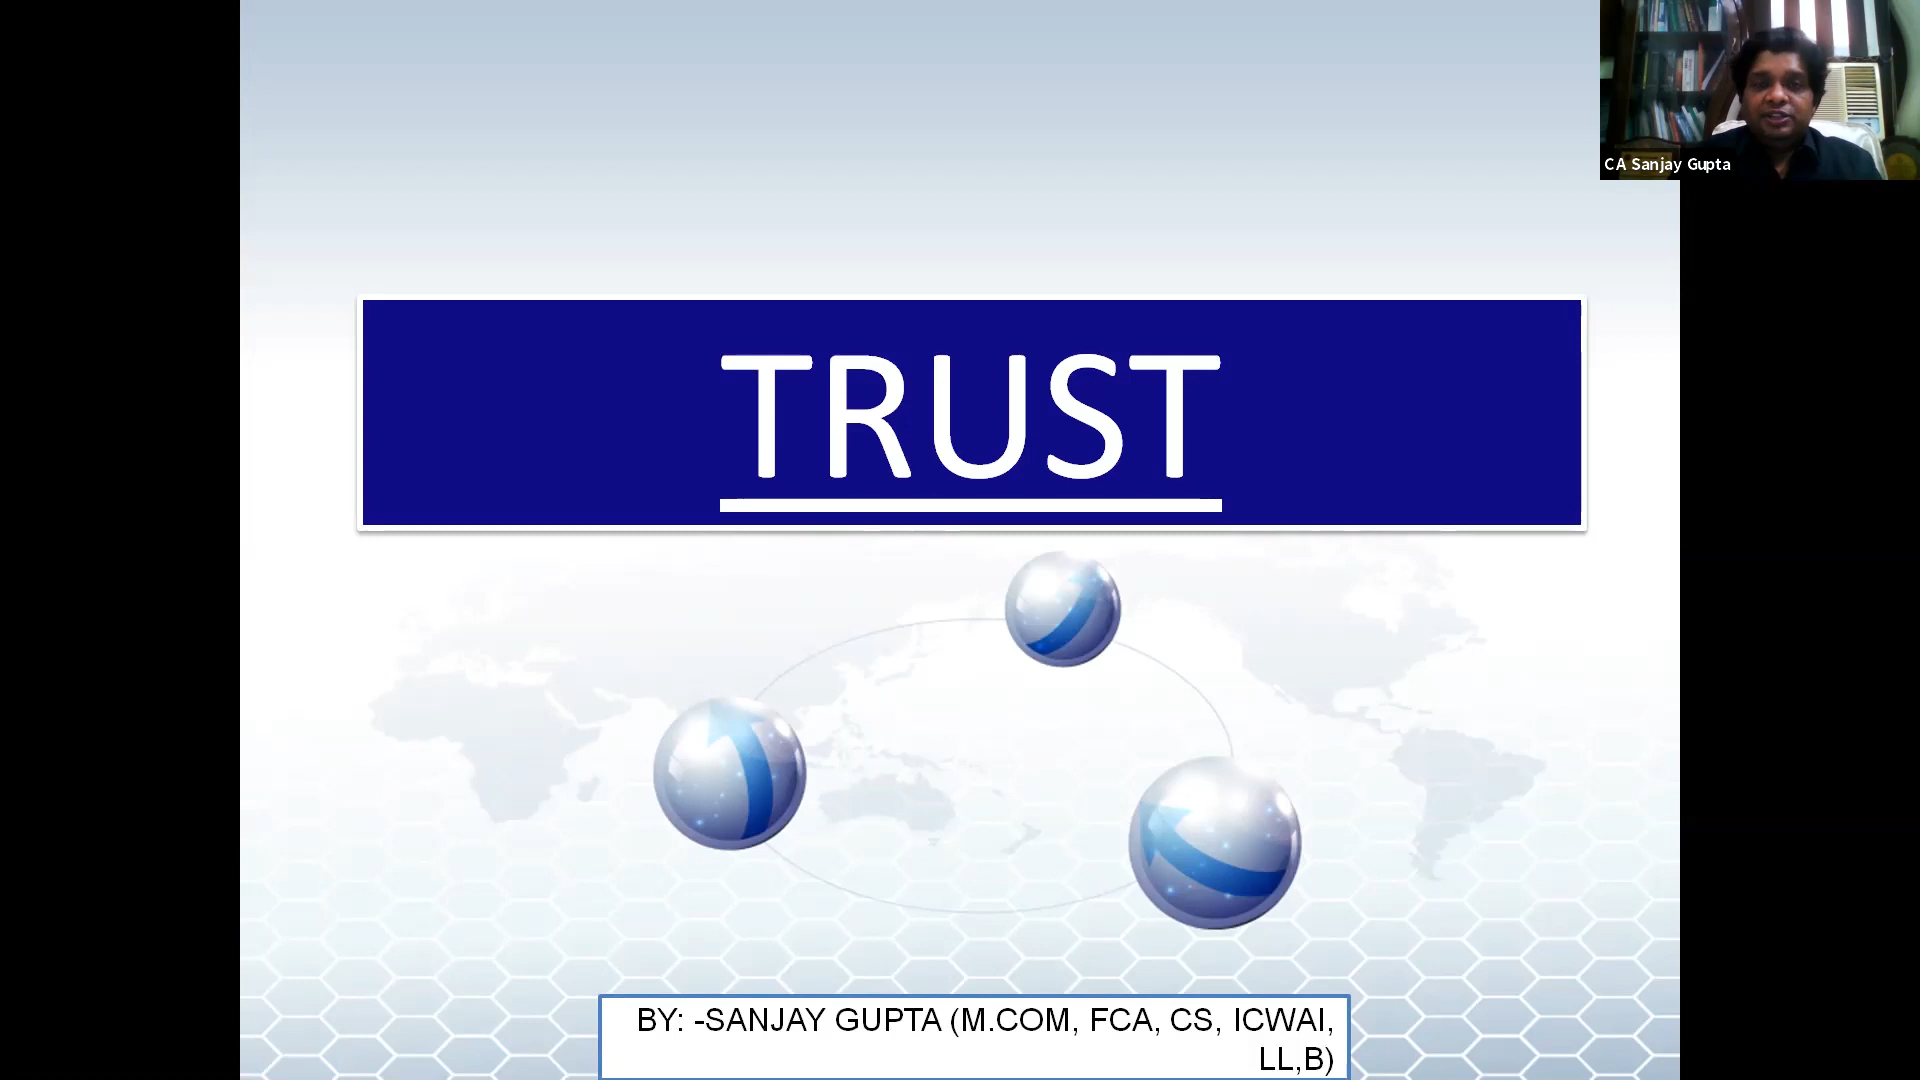 CA Sanjay Gupta
TRUST
BY: -SANJAY GUPTA (M.COM, FCA, CS, ICWAI,
LL,B)